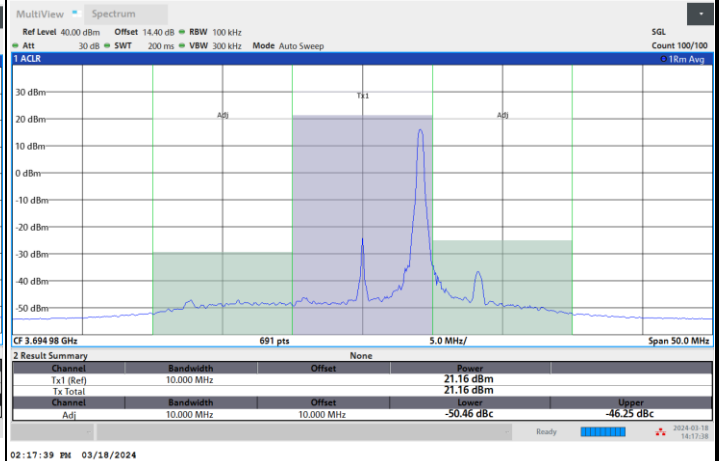 MultiView Spectrum
Ref Level 40.00 dBm Offset 14.40 dB RBW 100 kHz SGL
Att 30 dB SWT 200 ms VBW 300 kHz Mode Auto Sweep Count 100/100
1 ACLR 1Rm Avg
Tx1
30 dBm
Adj Adj
20 dBm
10 dBm
0 dBm
-10 dBm
-20 dBm
-30 dBm
-40 dBm
-50 dBm
CF 3.694 98 GHz 691 pts 5.0 MHz/ Span 50.0 MHz
2 Result Summary None
Channel Bandwidth Offset Power
Tx1 (Ref) 10.000 MHz 21.16 dBm
Tx Total 21.16 dBm
Channel Bandwidth Offset Lower Upper
Adj 10.000 MHz 10.000 MHz -50.46 dBc -46.25 dBc
Ready 2024-03-18
14:17:38
02:17:39 PM 03/18/2024